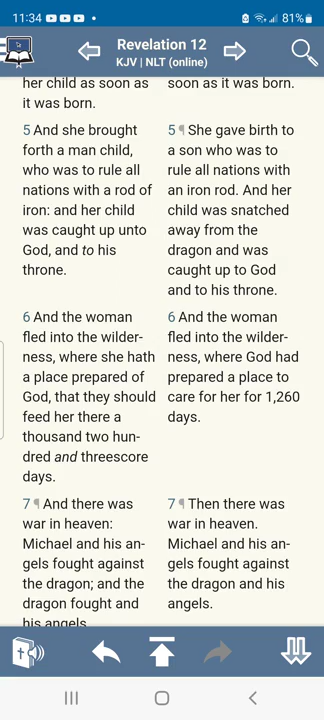 11:34
81%
Revelation 12
KJV | NLT (online)
her child as soon as
it was born.
5 And she brought
forth a man child,
who was to rule all
nations with a rod of
iron: and her child
was caught up unto
God, and to his
throne.
6 And the woman
fled into the wilder-
ness, where she hath
a place prepared of
God, that they should
feed her there a
thousand two hun-
dred and threescore
days.
7 ¶ And there was
war in heaven:
Michael and his an-
gels fought against
the dragon; and the
dragon fought and
his angels
soon as it was born.
5 ¶ She gave birth to
a son who was to
rule all nations with
an iron rod. And her
child was snatched
away from the
dragon and was
caught up to God
and to his throne.
6 And the woman
fled into the wilder-
ness, where God had
prepared a place to
care for her for 1,260
days.
7 ¶ Then there was
war in heaven.
Michael and his an-
gels fought against
the dragon and his
angels.